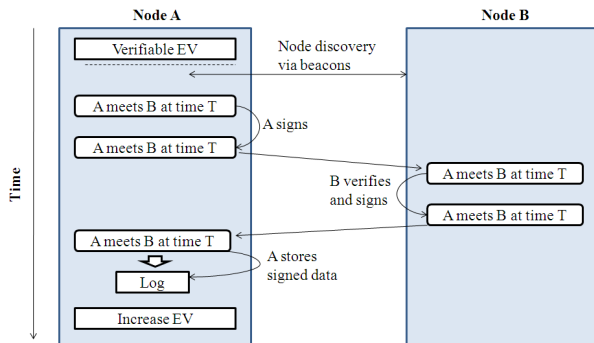 Node A
Node B
Verifiable EV
Node discovery
via beacons
A meets B at time T
A signs
A meets B at time T
A meets B at time T
B verifies
and signs
A meets B at time T
A meets B at time T
A stores
signed data
Log
Increase EV
Time